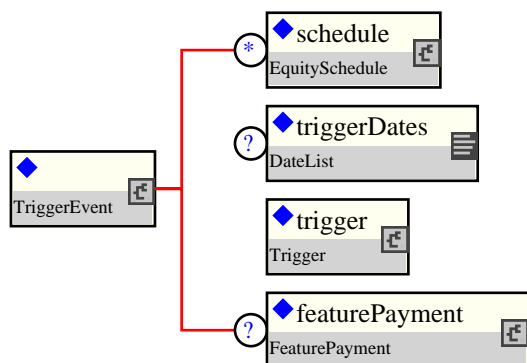 *
schedule
EquitySchedule
?
triggerDates
DateList
TriggerEvent
trigger
Trigger
?
featurePayment
FeaturePayment